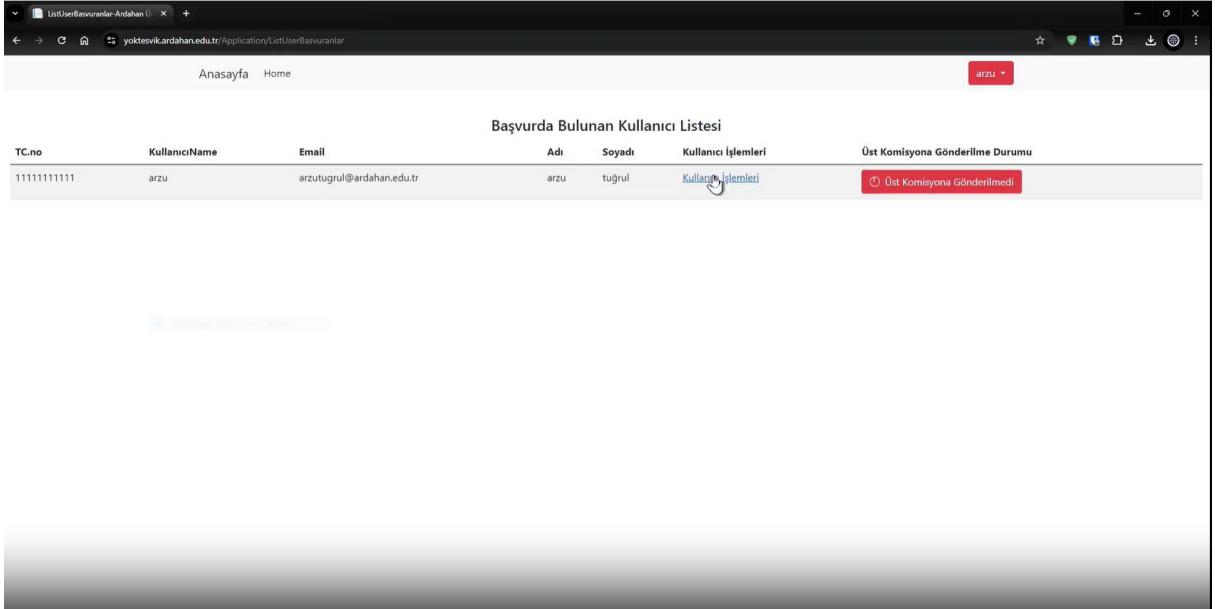 ListUserBasvuranlar-Ardahan Ü
yoktesvik.ardahan.edu.tr/Application/ListUserBasvuranlar
Anasayfa Home arzu
Başvurda Bulunan Kullanıcı Listesi
TC.no KullanıcıName Email Adı Soyadı Kullanıcı İşlemleri Üst Komisyona Gönderilme Durumu
11111111111 arzu arzutugrul@ardahan.edu.tr arzu tuğrul Kullanıcı İşlemleri Üst Komisyona Gönderilmedi